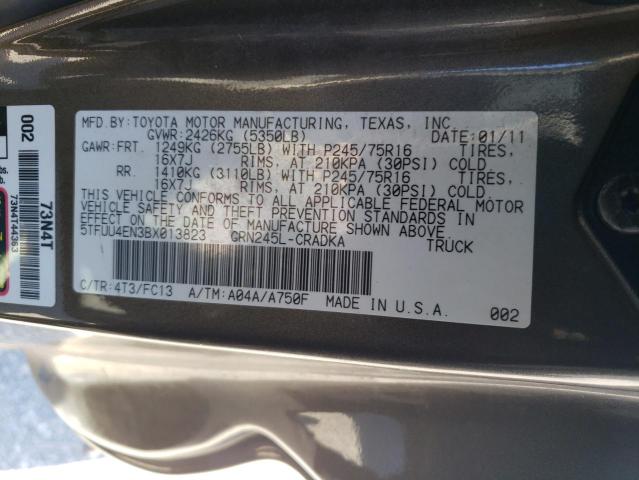 MFD.BY:TOYOTA MOTOR MANUFACTURING, TEXAS, INC.
GVWR:2426KG (5350LB) DATE:01/11
GAWR:FRT. 1249KG (2755LB) WITH P245/75R16 TIRES,
16X7J RIMS, AT 210KPA (30PSI) COLD
RR. 1410KG (3110LB) WITH P245/75R16 TIRES,
16X7J RIMS, AT 210KPA (30PSI) COLD
THIS VEHICLE CONFORMS TO ALL APPLICABLE FEDERAL MOTOR
VEHICLE SAFETY AND THEFT PREVENTION STANDARDS IN
EFFECT ON THE DATE OF MANUFACTURE SHOWN ABOVE.
5TFUU4EN3BX013823 GRN245L-CRADKA TRUCK
C/TR:4T3/FC13 A/TM:A04A/A750F MADE IN U.S.A.
002
002
73N4T